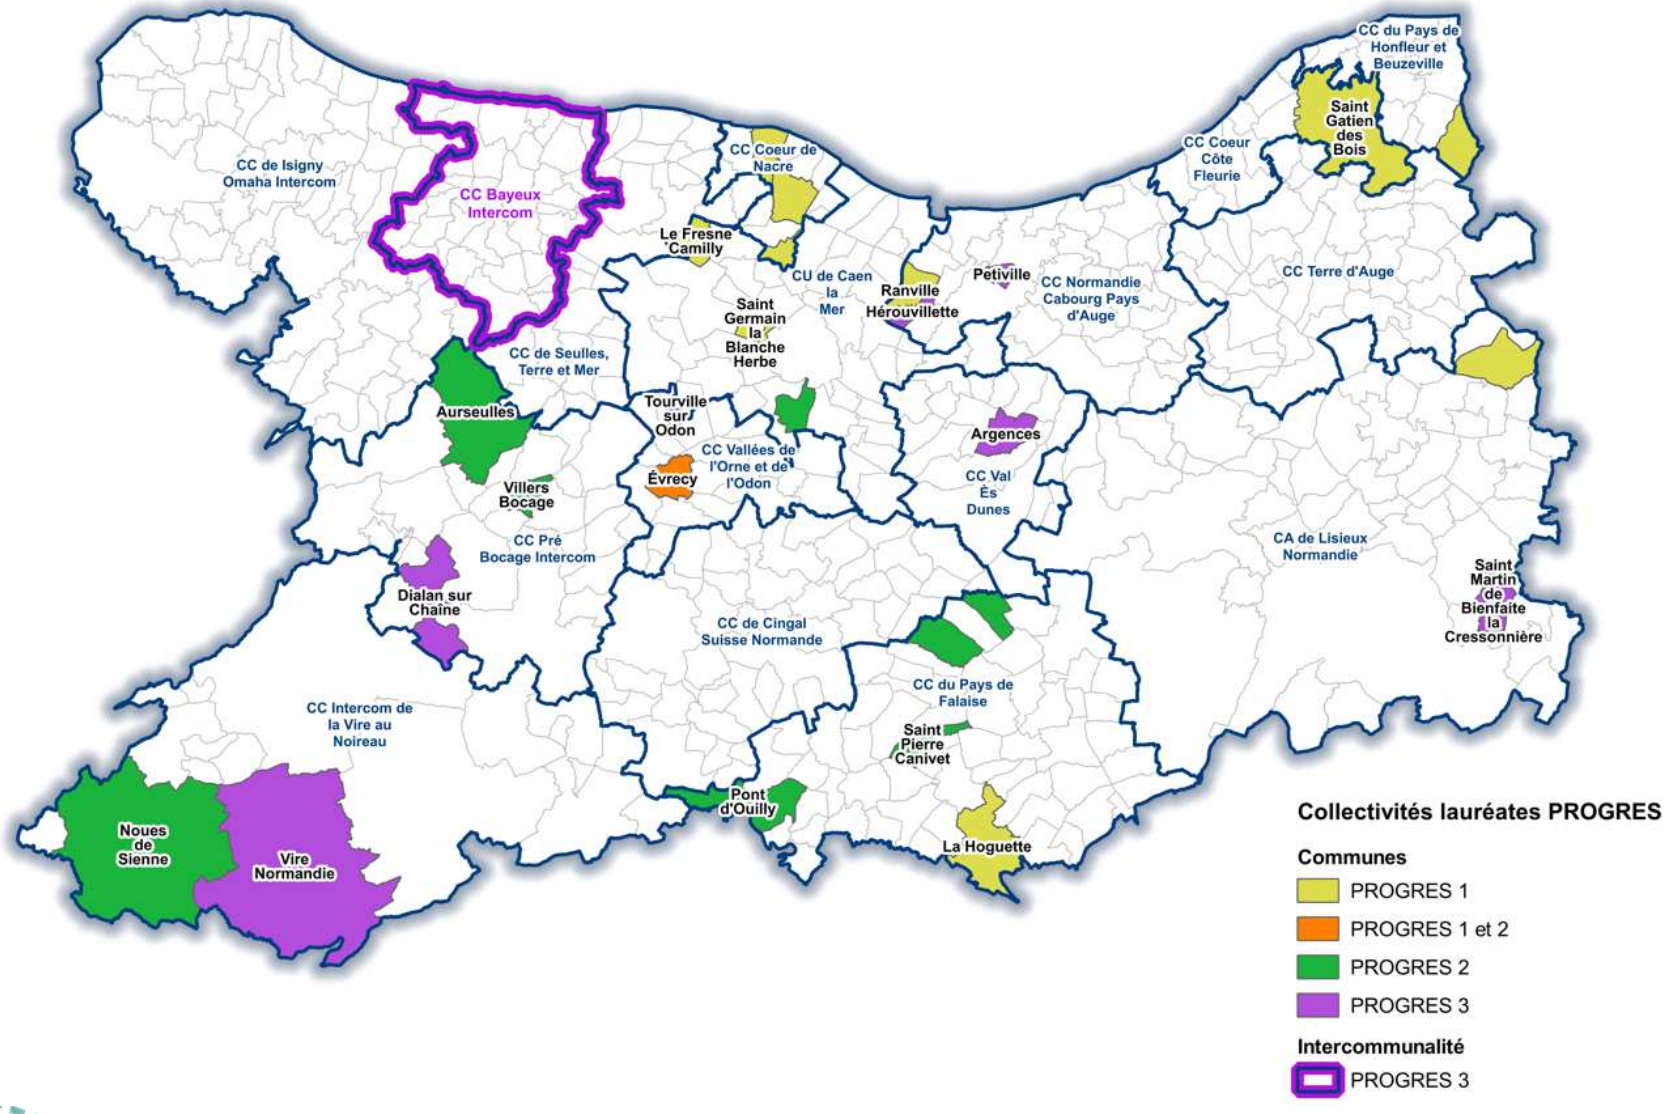 CC du Pays de
Honfleur et
Beuzeville
Saint
Gatien
des
Bois
CC Coeur
Côte
Fleurie
CC Coeur de
Nacre
CC de Isigny
Omaha Intercom
CC Bayeux
Intercom
Le Fresne
Camilly
CU de Caen
la
Mer
Ranville
Hérouvillette
Petiville
CC Normandie
Cabourg Pays
d'Auge
CC Terre d'Auge
Saint
Germain
la
Blanche
Herbe
CC de Seulles,
Terre et Mer
Aurseulles
Tourville
sur
Odon
CC Vallées de
l'Orne et de
l'Odon
Évrecy
Argences
CC Val
Ès
Dunes
Villers
Bocage
CC Pré
Bocage Intercom
CA de Lisieux
Normandie
Saint
Martin
de
Bienfaite
la
Cressonnière
Dialan sur
Chaîne
CC de Cingal
Suisse Normande
CC du Pays de
Falaise
CC Intercom de
la Vire au
Noireau
Saint
Pierre
Canivet
Pont
d'Ouilly
La Hoguette
Noues
de
Sienne
Vire
Normandie
Collectivités lauréates PROGRES
Communes
PROGRES 1
PROGRES 1 et 2
PROGRES 2
PROGRES 3
Intercommunalité
PROGRES 3